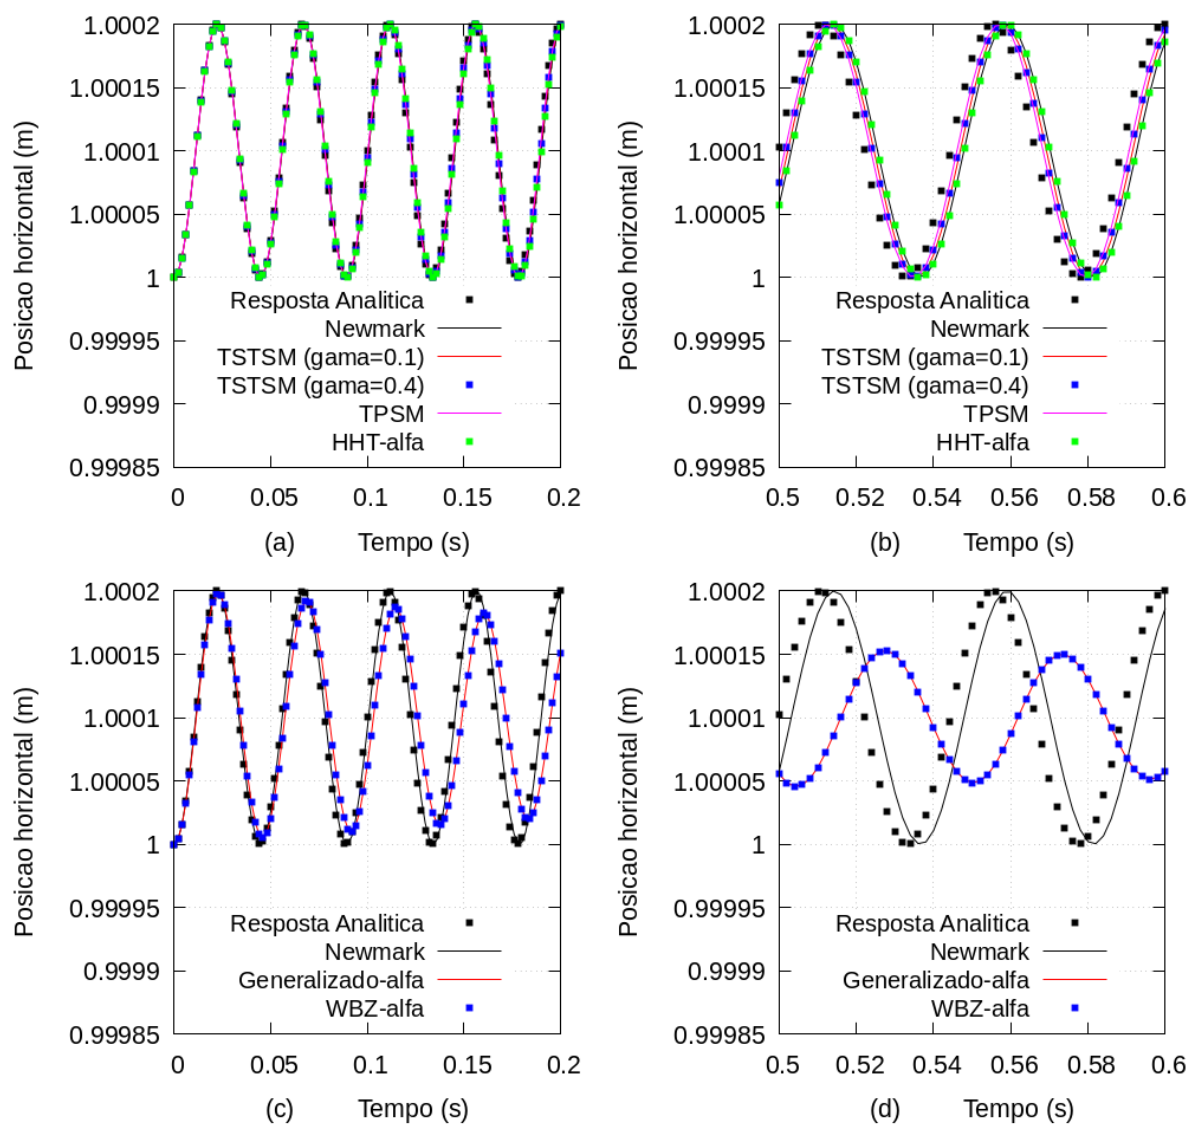 1.0002
1.00015
1.0001
1.00005
1
0.99995
0.9999
0.99985
Posicao horizontal (m)
Resposta Analitica
Newmark
TSTSM (gama=0.1)
TSTSM (gama=0.4)
TPSM
HHT-alfa
0 0.05 0.1 0.15 0.2
(a) Tempo (s)
1.0002
1.00015
1.0001
1.00005
1
0.99995
0.9999
0.99985
Posicao horizontal (m)
Resposta Analitica
Newmark
TSTSM (gama=0.1)
TSTSM (gama=0.4)
TPSM
HHT-alfa
0.5 0.52 0.54 0.56 0.58 0.6
(b) Tempo (s)
1.0002
1.00015
1.0001
1.00005
1
0.99995
0.9999
0.99985
Posicao horizontal (m)
Resposta Analitica
Newmark
Generalizado-alfa
WBZ-alfa
0 0.05 0.1 0.15 0.2
(c) Tempo (s)
1.0002
1.00015
1.0001
1.00005
1
0.99995
0.9999
0.99985
Posicao horizontal (m)
Resposta Analitica
Newmark
Generalizado-alfa
WBZ-alfa
0.5 0.52 0.54 0.56 0.58 0.6
(d) Tempo (s)